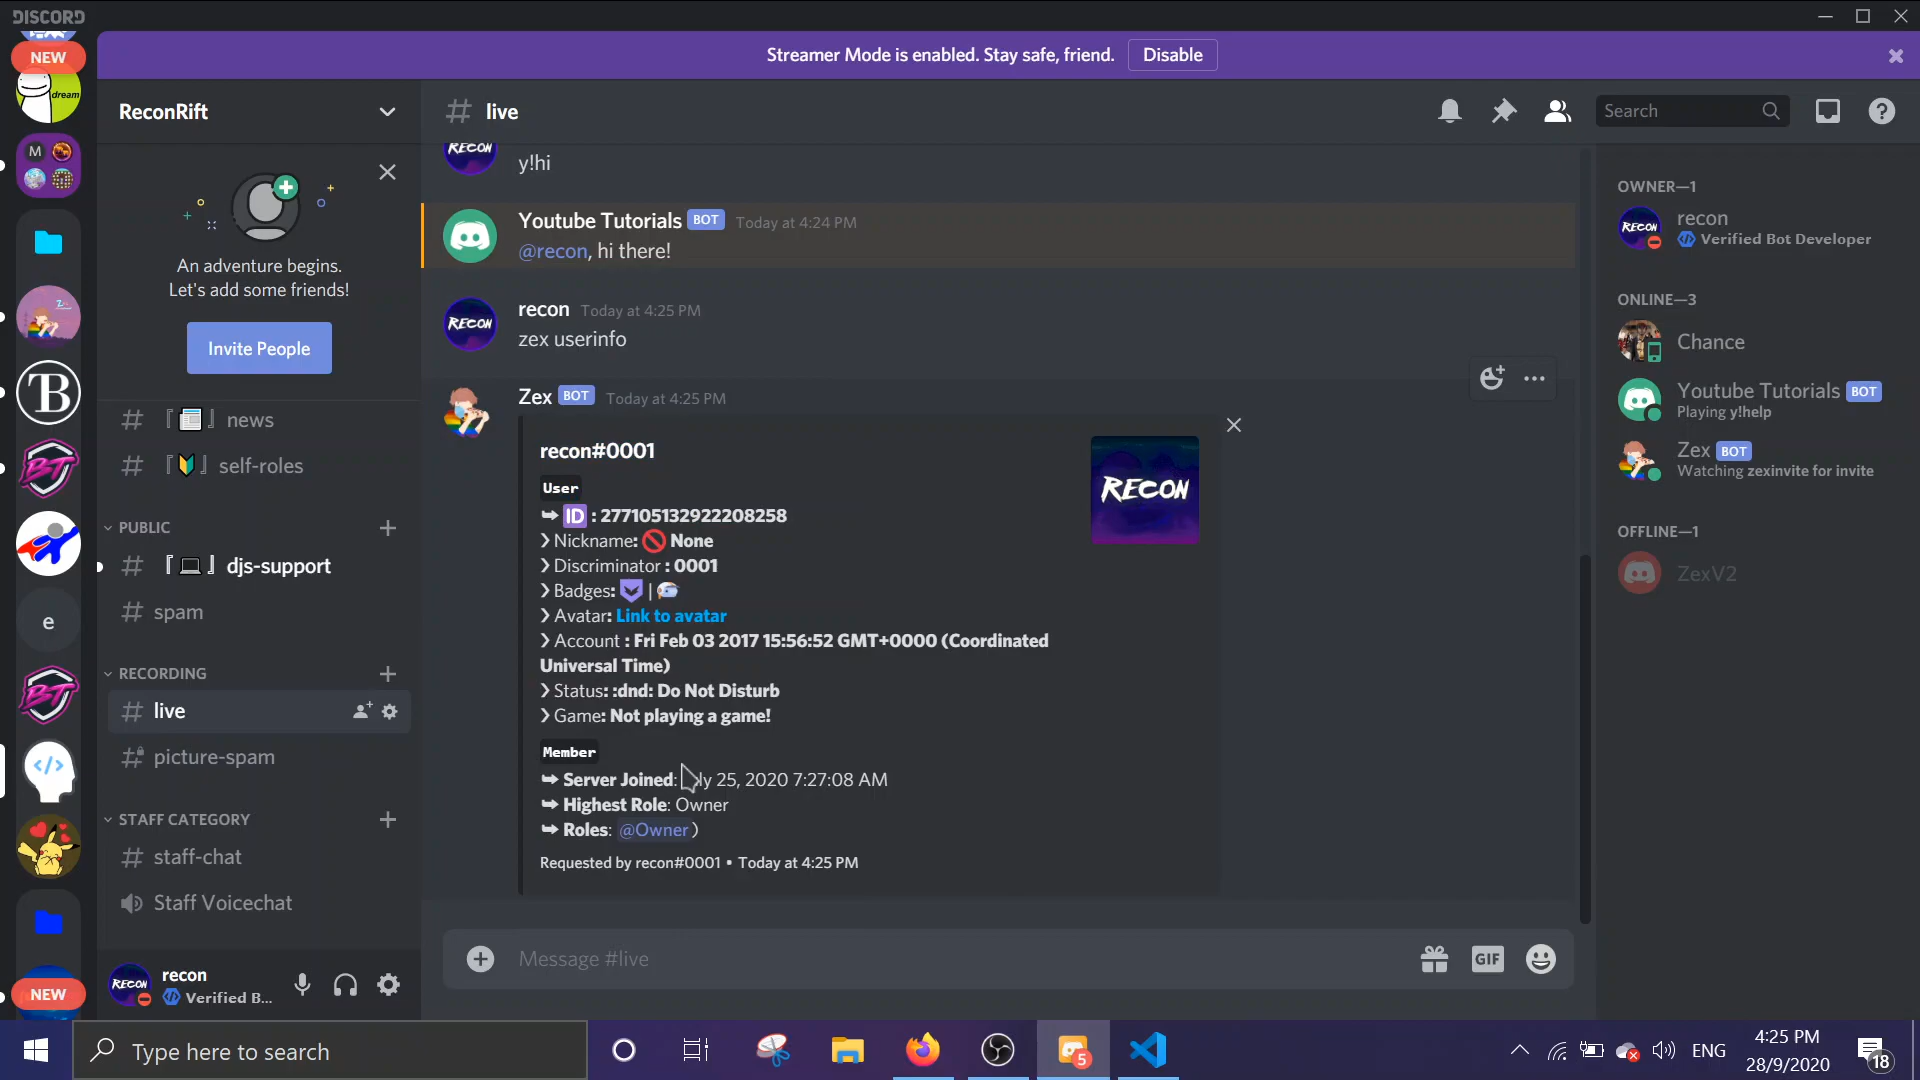 DISCORD
NEW
dream
M
e
NEW
Streamer Mode is enabled. Stay safe, friend.
Disable
ReconRift
An adventure begins.
Let's add some friends!
Invite People
news
self-roles
PUBLIC
djs-support
spam
RECORDING
live
picture-spam
STAFF CATEGORY
staff-chat
Staff Voicechat
RECON
recon
Verified B...
# live
Search
RECON
y!hi
Youtube Tutorials BOT Today at 4:24 PM
@recon, hi there!
RECON
recon Today at 4:25 PM
zex userinfo
Zex BOT Today at 4:25 PM
recon#0001
User
ID : 277105132922208258
Nickname: None
Discriminator : 0001
Badges: |
Avatar: Link to avatar
Account : Fri Feb 03 2017 15:56:52 GMT+0000 (Coordinated
Universal Time)
Status: :dnd: Do Not Disturb
Game: Not playing a game!
RECON
Member
Server Joined: ly 25, 2020 7:27:08 AM
Highest Role: Owner
Roles: @Owner )
Requested by recon#0001 • Today at 4:25 PM
Message #live
GIF
OWNER—1
RECON
recon
Verified Bot Developer
ONLINE—3
Chance
Youtube Tutorials BOT
Playing y!help
Zex BOT
Watching zexinvite for invite
OFFLINE—1
ZexV2
Type here to search
5
ENG
4:25 PM
28/9/2020
18